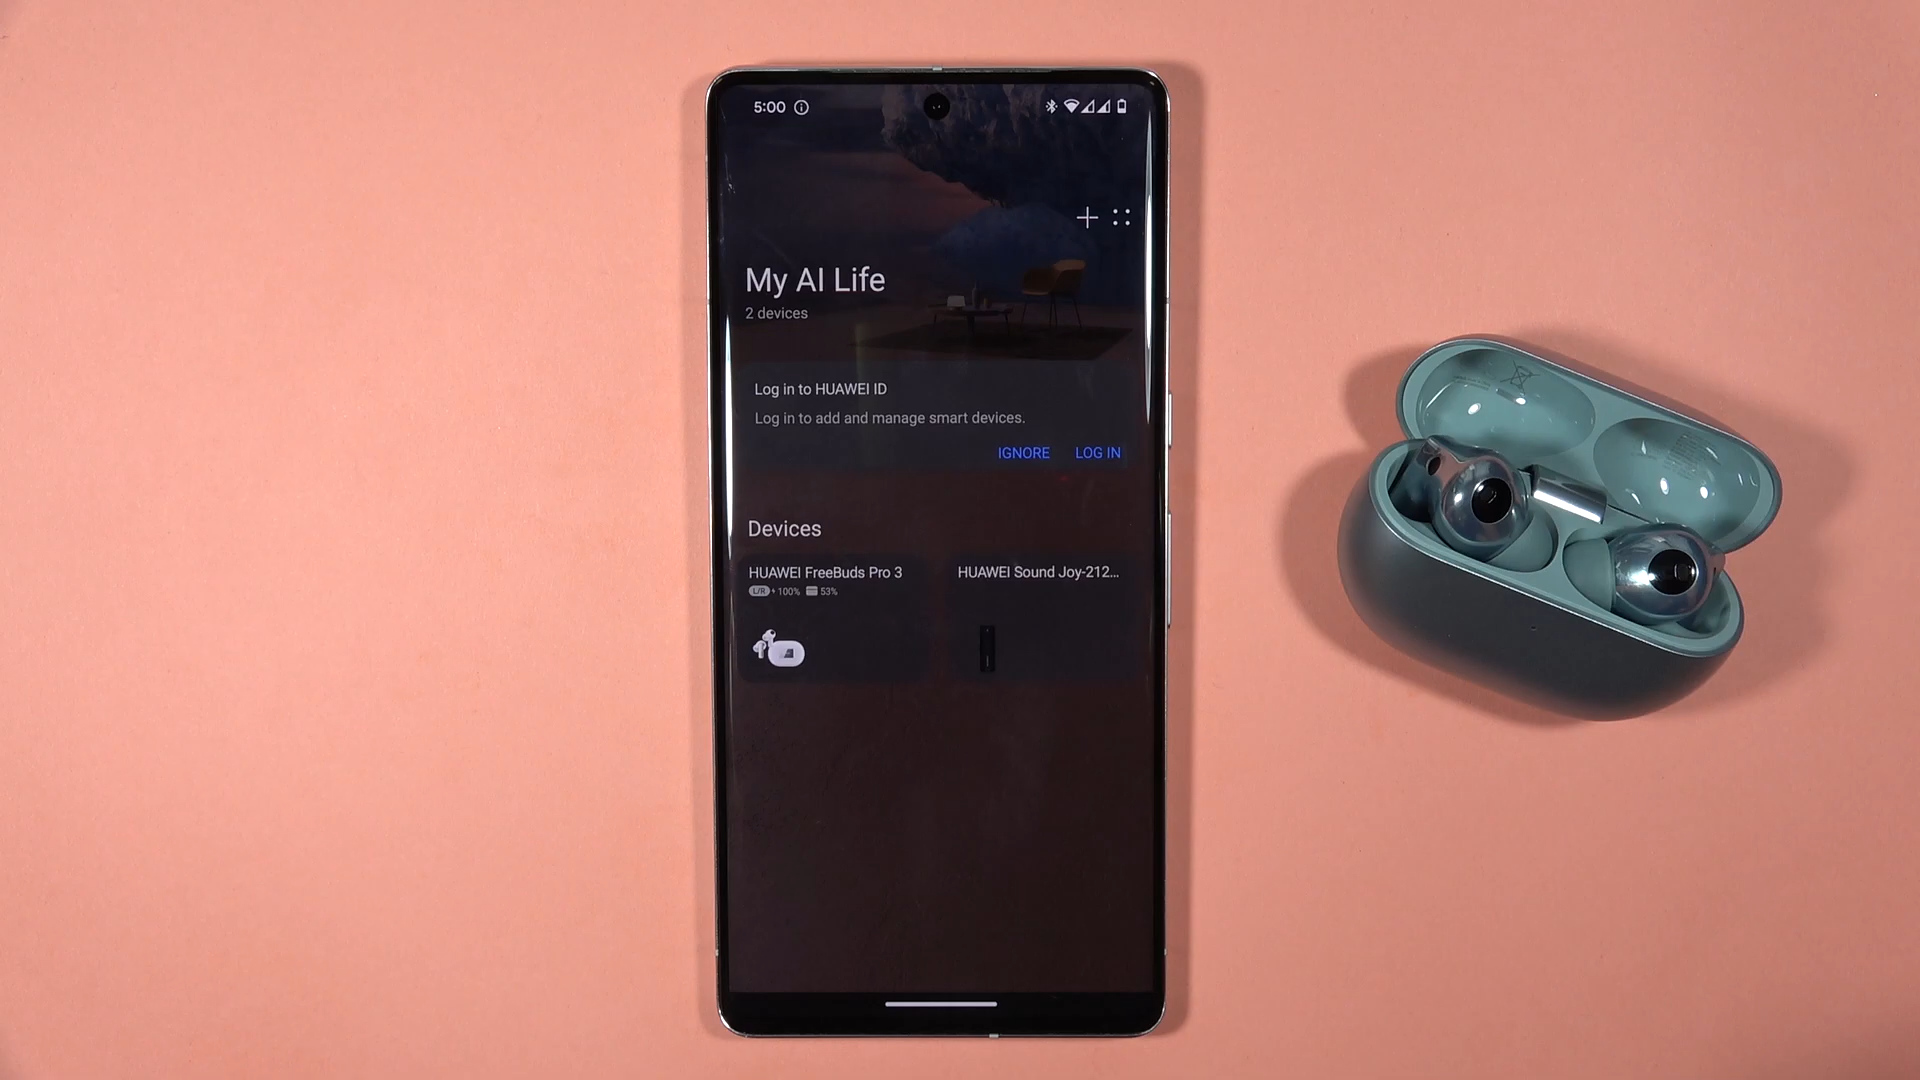 5:00
My AI Life
2 devices
Log in to HUAWEI ID
Log in to add and manage smart devices.
IGNORE LOG IN
Devices
HUAWEI FreeBuds Pro 3
L/R 100% 53%
HUAWEI Sound Joy-212...